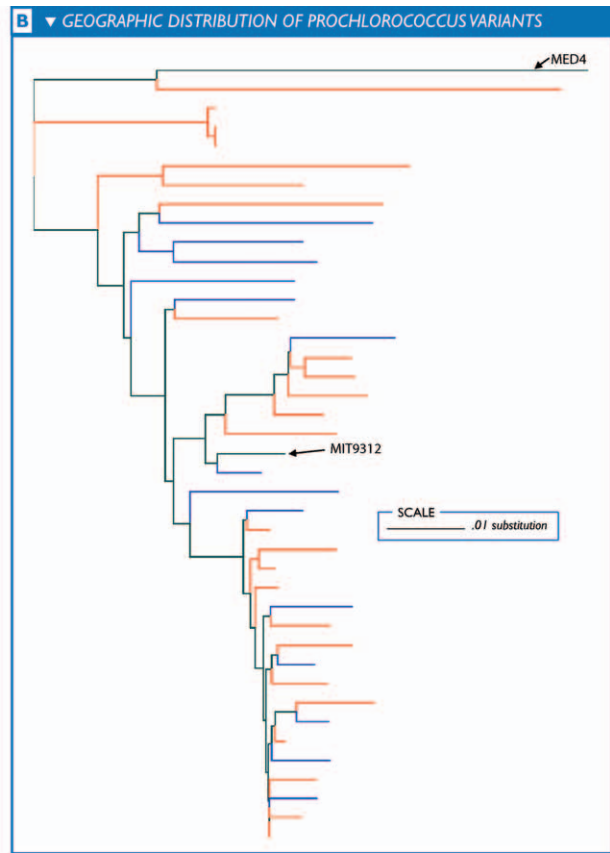 B ▼ GEOGRAPHIC DISTRIBUTION OF PROCHLOROCOCCUS VARIANTS
MED4
MIT9312
SCALE
.01 substitution